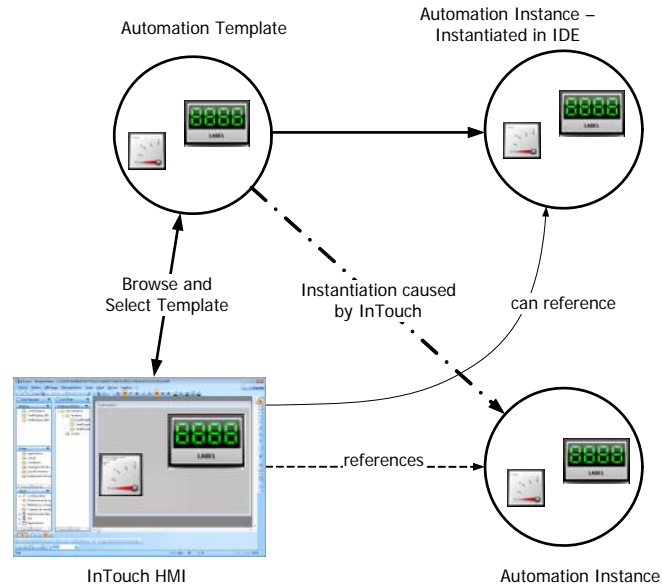 Automation Template
Automation Instance –
Instantiated in IDE
LABEL
LABEL
Browse and
Select Template
Instantiation caused
by InTouch
can reference
references
LABEL
LABEL
InTouch HMI
Automation Instance